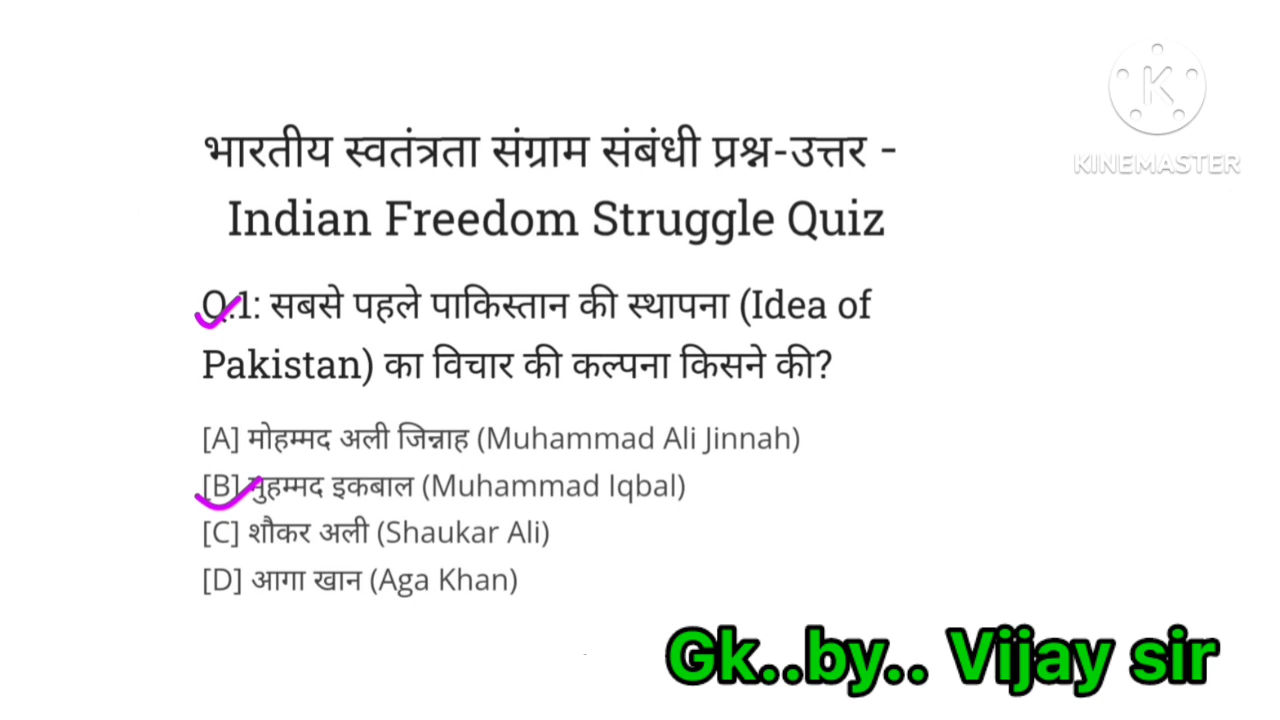 KINEMASTER
भारतीय स्वतंत्रता संग्राम संबंधी प्रश्न-उत्तर -
Indian Freedom Struggle Quiz
Q.1: सबसे पहले पाकिस्तान की स्थापना (Idea of
Pakistan) का विचार की कल्पना किसने की?
[A] मोहम्मद अली जिन्नाह (Muhammad Ali Jinnah)
[B] मुहम्मद इकबाल (Muhammad Iqbal)
[C] शौकर अली (Shaukar Ali)
[D] आगा खान (Aga Khan)
Gk..by.. Vijay sir